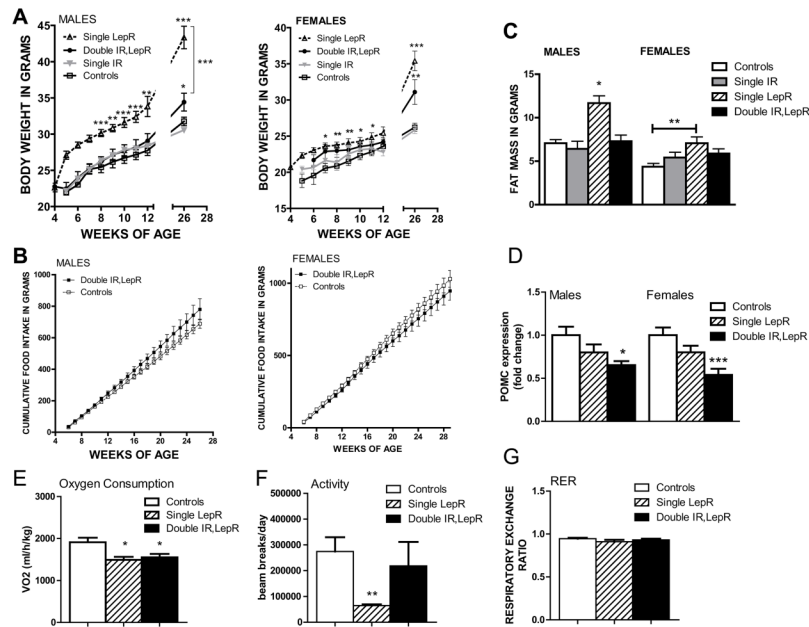 A
MALES
Single LepR
Double IR,LepR
Single IR
Controls
BODY WEIGHT IN GRAMS
45
40
35
30
25
20
***
***
*
***
**
***
***
***
**
4 6 8 10 12 26 28
WEEKS OF AGE
FEMALES
Single LepR
Double IR,LepR
Single IR
Controls
BODY WEIGHT IN GRAMS
40
35
30
25
20
15
***
**
*
**
**
*
*
*
4 6 8 10 12 26 28
WEEKS OF AGE
C
MALES FEMALES
Controls
Single IR
Single LepR
Double IR,LepR
FAT MASS IN GRAMS
15
10
5
0
*
**
B
MALES
Double IR,LepR
Controls
CUMULATIVE FOOD INTAKE IN GRAMS
1000
800
600
400
200
0
4 8 12 16 20 24 28
WEEKS OF AGE
FEMALES
Double IR,LepR
Controls
CUMULATIVE FOOD INTAKE IN GRAMS
1000
500
0
4 8 12 16 20 24 28
WEEKS OF AGE
D
Males Females
Controls
Single LepR
Double IR,LepR
POMC expression
(fold change)
1.5
1.0
0.5
0.0
*
***
E
Oxygen Consumption
Controls
Single LepR
Double IR,LepR
VO2 (ml/h/kg)
3000
2000
1000
0
*
*
F
Activity
Controls
Single LepR
Double IR,LepR
beam breaks/day
500000
400000
300000
200000
100000
0
**
G
RER
Controls
Single LepR
Double IR,LepR
RESPIRATORY EXCHANGE
RATIO
1.5
1.0
0.5
0.0